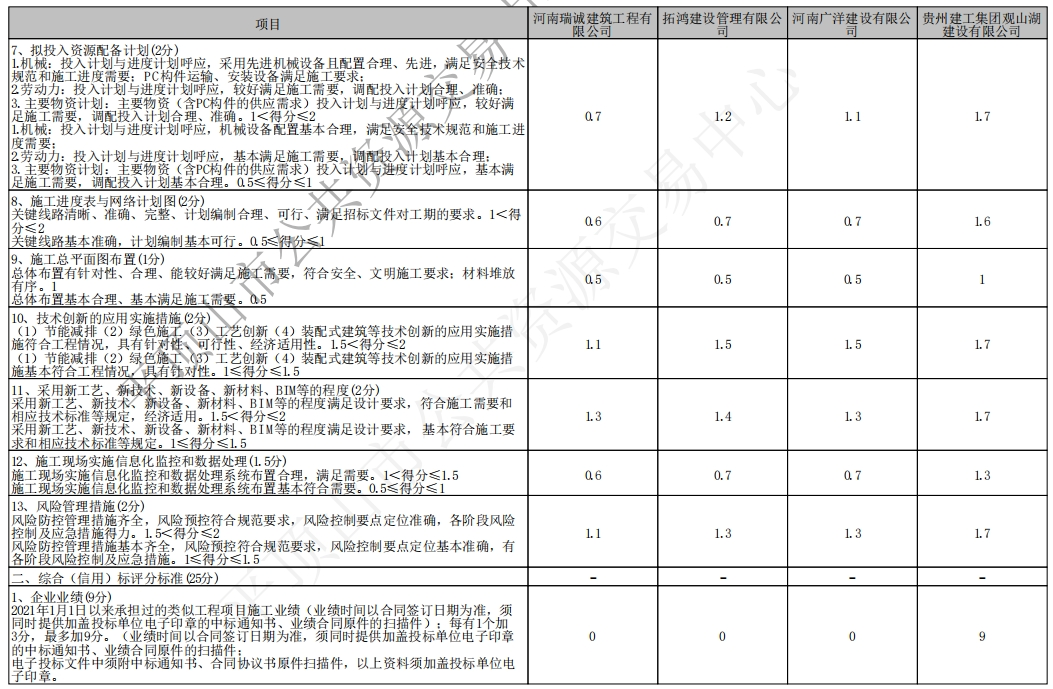 项目
河南瑞诚建筑工程有限公司
拓鸿建设管理有限公司
河南广洋建设有限公司
贵州建工集团观山湖建设有限公司
7、拟投入资源配备计划(2分)
1.机械：投入计划与进度计划呼应，采用先进机械设备且配置合理、先进，满足安全技术
规范和施工进度需要；PC构件运输、安装设备满足施工要求；
2.劳动力：投入计划与进度计划呼应，较好满足施工需要，调配投入计划合理、准确；
3.主要物资计划：主要物资（含PC构件的供应需求）投入计划与进度计划呼应，较好满
足施工需要，调配投入计划合理、准确。1＜得分≤2
1.机械：投入计划与进度计划呼应，机械设备配置基本合理，满足安全技术规范和施工进
度需要；
2.劳动力：投入计划与进度计划呼应，基本满足施工需要，调配投入计划基本合理；
3.主要物资计划：主要物资（含PC构件的供应需求）投入计划与进度计划呼应，基本满
足施工需要，调配投入计划基本合理。0.5≤得分≤1
0.7
1.2
1.1
1.7
8、施工进度表与网络计划图(2分)
关键线路清晰、准确、完整、计划编制合理、可行、满足招标文件对工期的要求。1＜得
分≤2
关键线路基本准确，计划编制基本可行。0.5≤得分≤1
0.6
0.7
0.7
1.6
9、施工总平面图布置(1分)
总体布置有针对性、合理、能较好满足施工需要，符合安全、文明施工要求；材料堆放
有序。1
总体布置基本合理、基本满足施工需要。0.5
0.5
0.5
0.5
1
10、技术创新的应用实施措施(2分)
（1）节能减排（2）绿色施工（3）工艺创新（4）装配式建筑等技术创新的应用实施措
施符合工程情况，具有针对性、可行性、经济适用性。1.5＜得分≤2
（1）节能减排（2）绿色施工（3）工艺创新（4）装配式建筑等技术创新的应用实施措
施基本符合工程情况，具有针对性。1≤得分≤1.5
1.1
1.5
1.5
1.7
11、采用新工艺、新技术、新设备、新材料、BIM等的程度(2分)
采用新工艺、新技术、新设备、新材料、BIM等的程度满足设计要求，符合施工需要和
相应技术标准等规定，经济适用。1.5＜得分≤2
采用新工艺、新技术、新设备、新材料、BIM等的程度满足设计要求， 基本符合施工要
求和相应技术标准等规定。1≤得分≤1.5
1.3
1.4
1.3
1.7
12、施工现场实施信息化监控和数据处理(1.5分)
施工现场实施信息化监控和数据处理系统布置合理，满足需要。1＜得分≤1.5
施工现场实施信息化监控和数据处理系统布置基本符合需要。0.5≤得分≤1
0.6
0.7
0.7
1.3
13、风险管理措施(2分)
风险防控管理措施齐全，风险预控符合规范要求，风险控制要点定位准确，各阶段风险
控制及应急措施得力。1.5＜得分≤2
风险防控管理措施基本齐全，风险预控符合规范要求，风险控制要点定位基本准确，有
各阶段风险控制及应急措施。1≤得分≤1.5
1.1
1.3
1.3
1.7
二、综合（信用）标评分标准(25分)
-
-
-
-
1、企业业绩(9分)
2021年1月1日以来承担过的类似工程项目施工业绩（业绩时间以合同签订日期为准，须
同时提供加盖投标单位电子印章的中标通知书、业绩合同原件的扫描件）；每有1个加
3分，最多加9分。（业绩时间以合同签订日期为准，须同时提供加盖投标单位电子印章
的中标通知书、业绩合同原件的扫描件；
电子投标文件中须附中标通知书、合同协议书原件扫描件，以上资料须加盖投标单位电
子印章。
0
0
0
9
平顶山市公共资源交易中心
平顶山市公共资源交易中心